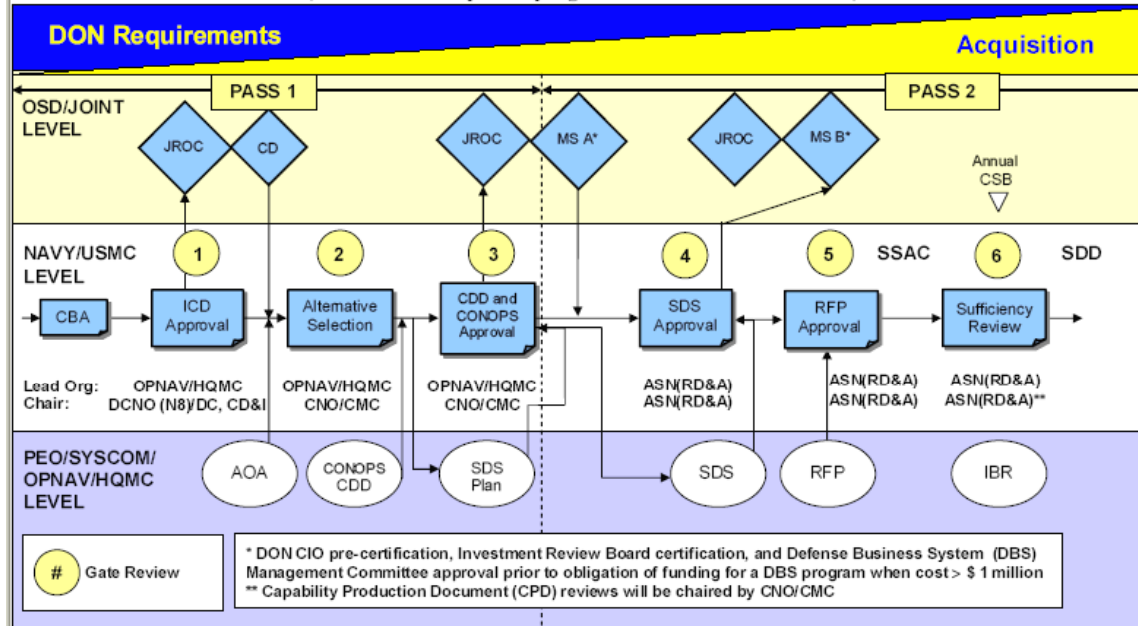 DON Requirements
Acquisition
PASS 1
PASS 2
OSD/JOINT
LEVEL
JROC
CD
JROC
MS A*
JROC
MS B*
Annual
CSB
NAVY/USMC
LEVEL
1
2
3
4
5
SSAC
6
SDD
CBA
ICD
Approval
Alternative
Selection
CDD and
CONOPS
Approval
SDS
Approval
RFP
Approval
Sufficiency
Review
Lead Org:
Chair:
OPNAV/HQMC
DCNO (N8)/DC, CD&I
OPNAV/HQMC
CNO/CMC
OPNAV/HQMC
CNO/CMC
ASN(RD&A)
ASN(RD&A)
ASN(RD&A)
ASN(RD&A)
ASN(RD&A)
ASN(RD&A)**
PEO/SYSCOM/
OPNAV/HQMC
LEVEL
AOA
CONOPS
CDD
SDS
Plan
SDS
RFP
IBR
#
Gate Review
* DON CIO pre-certification, Investment Review Board certification, and Defense Business System (DBS)
Management Committee approval prior to obligation of funding for a DBS program when cost > $ 1 million
** Capability Production Document (CPD) reviews will be chaired by CNO/CMC